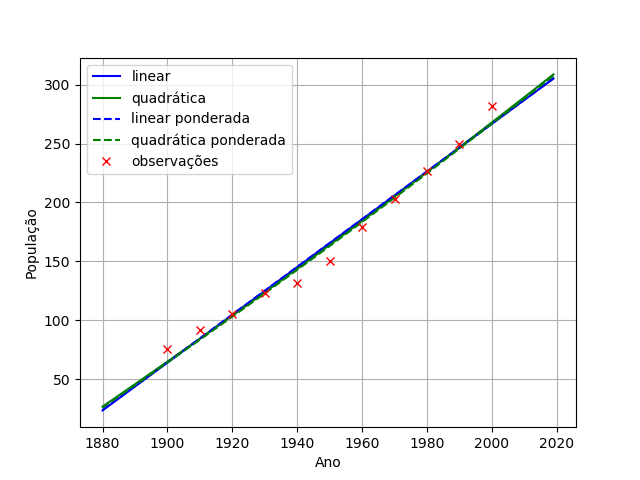 linear
quadrática
linear ponderada
quadrática ponderada
observações
300
250
200
150
100
50
População
1880 1900 1920 1940 1960 1980 2000 2020
Ano